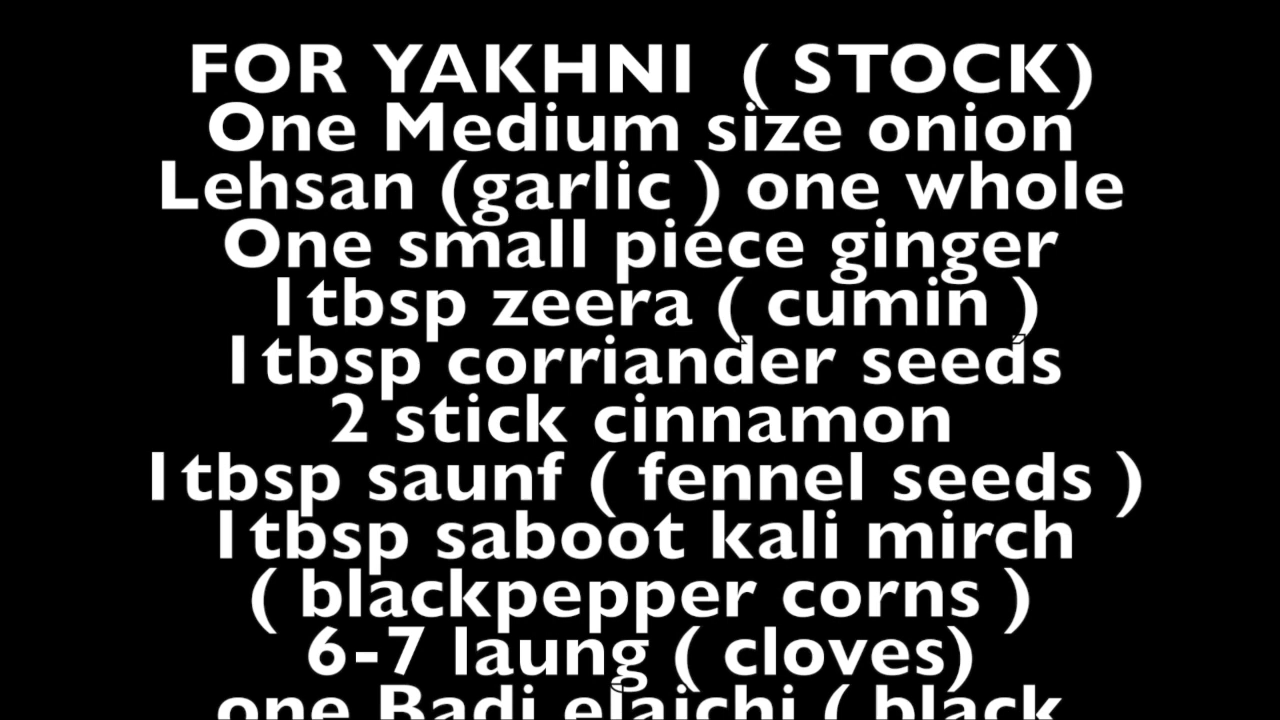 FOR YAKHNI ( STOCK)
One Medium size onion
Lehsan (garlic ) one whole
One small piece ginger
1tbsp zeera ( cumin )
1tbsp corriander seeds
2 stick cinnamon
1tbsp saunf ( fennel seeds )
1tbsp saboot kali mirch
( blackpepper corns )
6-7 laung ( cloves)
one Badi elaichi ( black